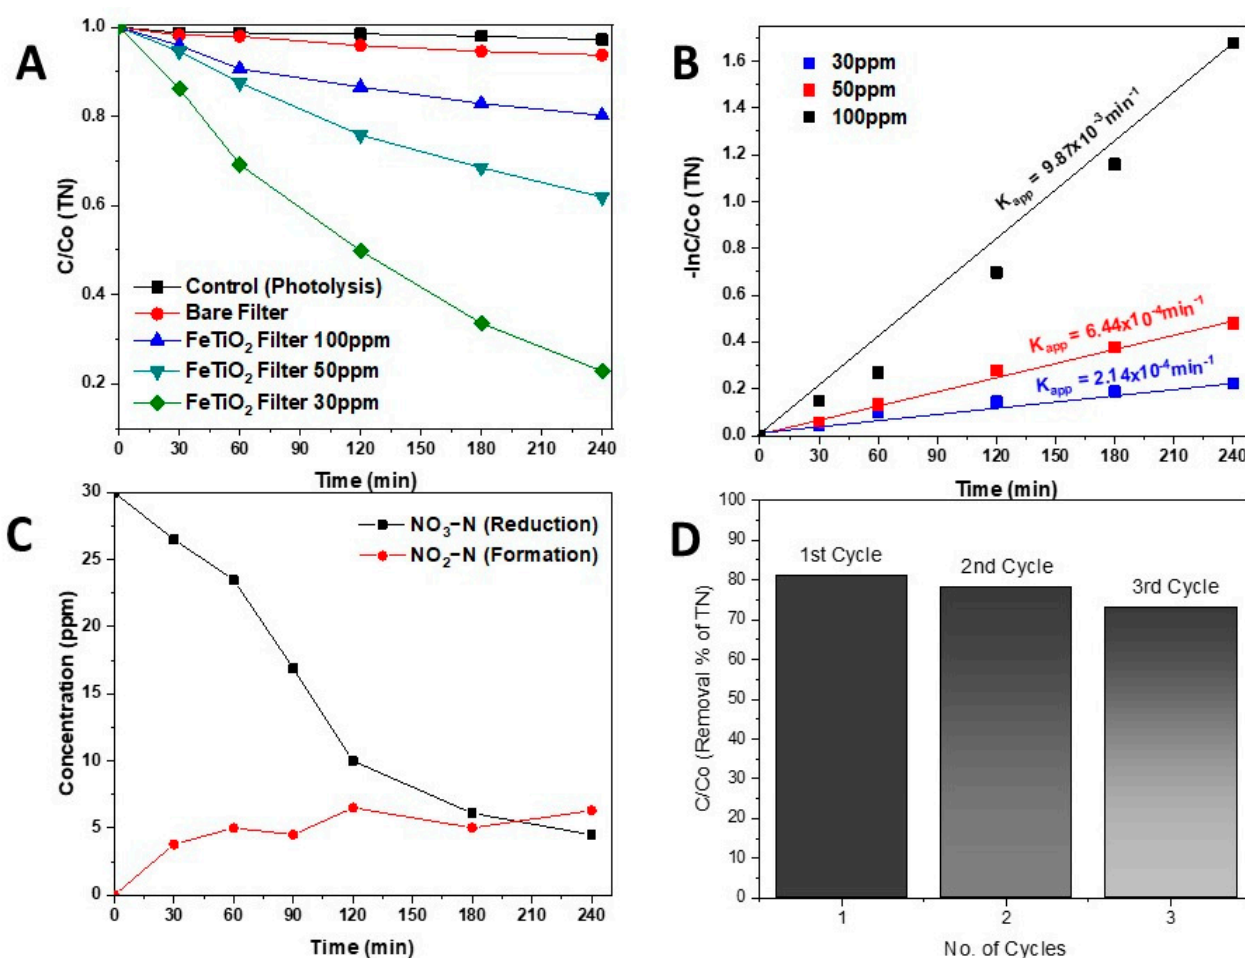 A
1.0
0.8
0.6
0.4
0.2
C/Co (TN)
Control (Photolysis)
Bare Filter
FeTiO₂ Filter 100ppm
FeTiO₂ Filter 50ppm
FeTiO₂ Filter 30ppm
0 30 60 90 120 150 180 210 240
Time (min)
B
1.6
1.4
1.2
1.0
0.8
0.6
0.4
0.2
0.0
-lnC/Co (TN)
30ppm
50ppm
100ppm
Kapp = 9.87x10⁻³min⁻¹
Kapp = 6.44x10⁻⁴min⁻¹
Kapp = 2.14x10⁻⁴min⁻¹
0 30 60 90 120 150 180 210 240
Time (min)
C
30
25
20
15
10
5
0
Concentration (ppm)
NO₃−N (Reduction)
NO₂−N (Formation)
0 30 60 90 120 150 180 210 240
Time (min)
D
100
90
80
70
60
50
40
30
20
10
0
C/Co (Removal % of TN)
1st Cycle
2nd Cycle
3rd Cycle
1 2 3
No. of Cycles